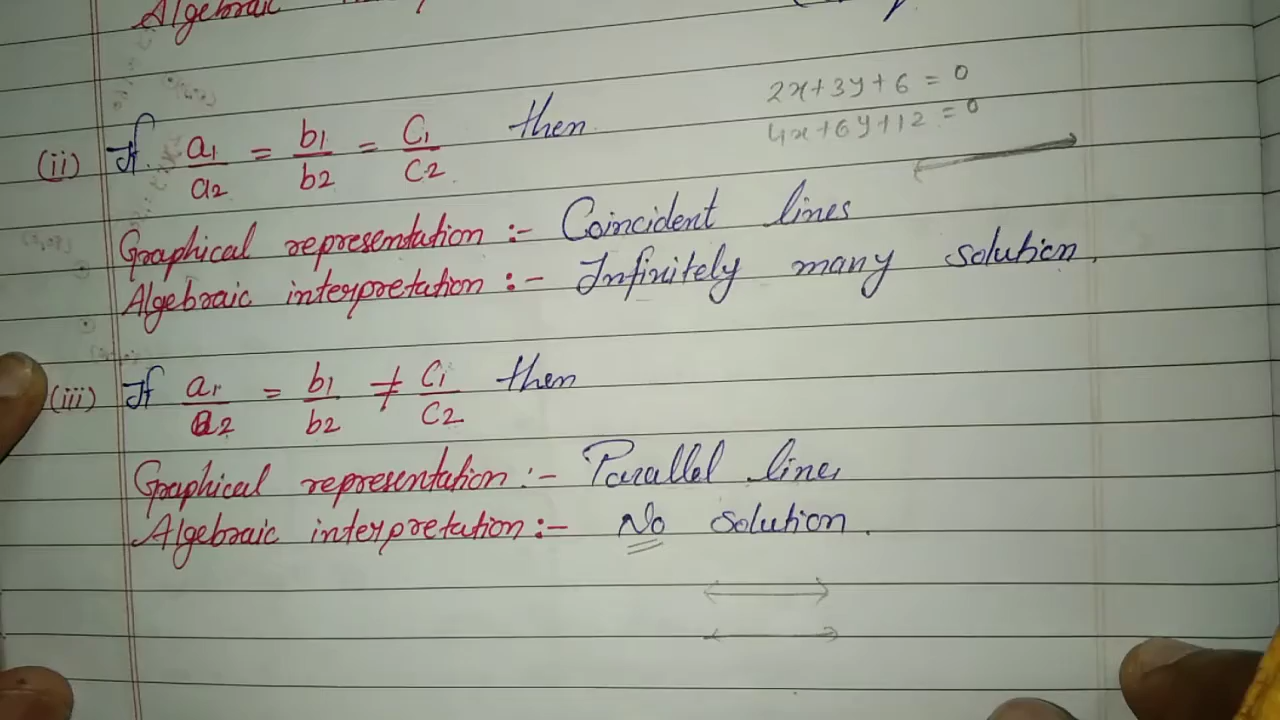 Algebraic
2x+3y+6 = 0
4x+6y+12 = 0
(ii) If a1/a2 = b1/b2 = C1/C2 then
Graphical representation :- Coincident lines
Algebraic interpretation :- Infinitely many solution.
(iii) If a1/a2 = b1/b2 ≠ C1/C2 then
Graphical representation :- Parallel lines
Algebraic interpretation :- No solution.